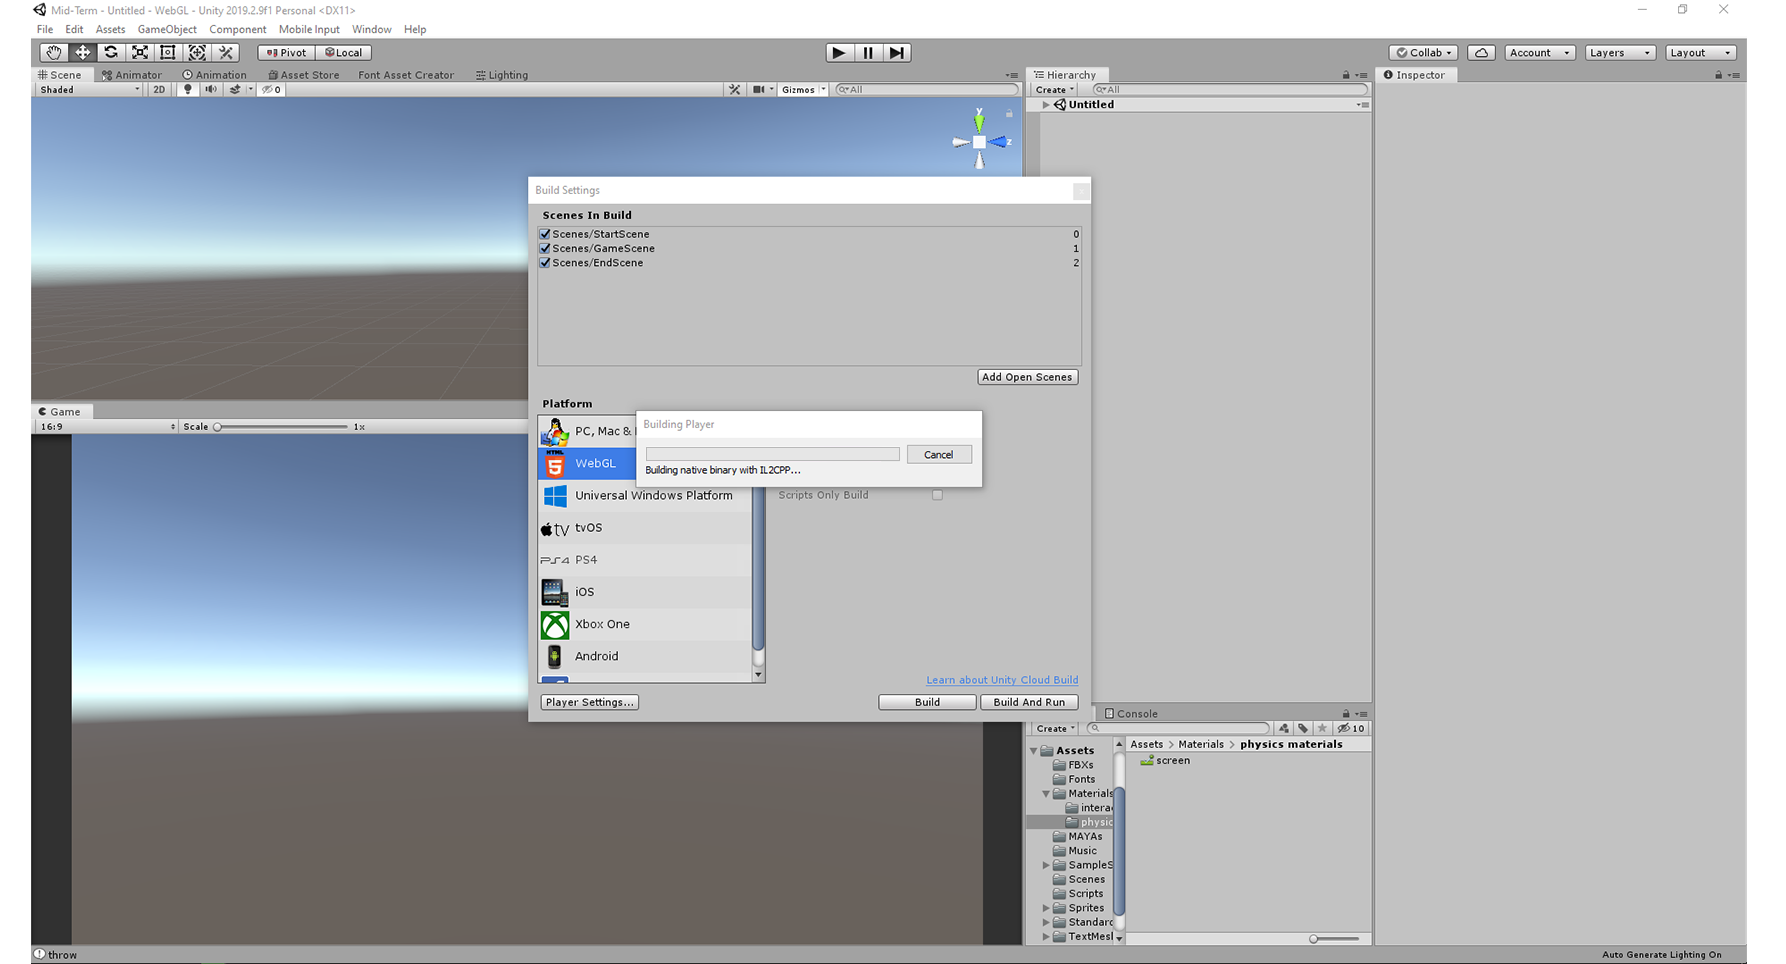 Mid-Term - Untitled - WebGL - Unity 2019.2.9f1 Personal <DX11>
File Edit Assets GameObject Component Mobile Input Window Help
Pivot Local Collab Account Layers Layout
Scene Animator Animation Asset Store Font Asset Creator Lighting Hierarchy Inspector
Shaded 2D 0 Gizmos All Create All
Untitled
y
z
Build Settings
Scenes In Build
Scenes/StartScene 0
Scenes/GameScene 1
Scenes/EndScene 2
Add Open Scenes
Platform
Game
16:9 Scale 1x
PC, Mac &
Building Player
Cancel
Building native binary with IL2CPP...
HTML
5
WebGL
Universal Windows Platform
Scripts Only Build
tv tvOS
PS4 PS4
iOS
Xbox One
Android
Learn about Unity Cloud Build
Player Settings... Build Build And Run
Console
Create 10
Assets
FBXs
Fonts
Materials
intera
physic
MAYAs
Music
SampleS
Scenes
Scripts
Sprites
Standard
TextMesl
Assets > Materials > physics materials
screen
throw
Auto Generate Lighting On